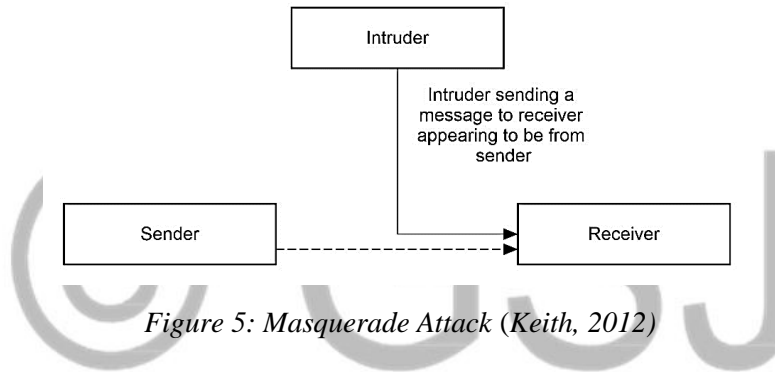 Intruder
Intruder sending a
message to receiver
appearing to be from
sender
Sender
Receiver
© GSJ
Figure 5: Masquerade Attack (Keith, 2012)